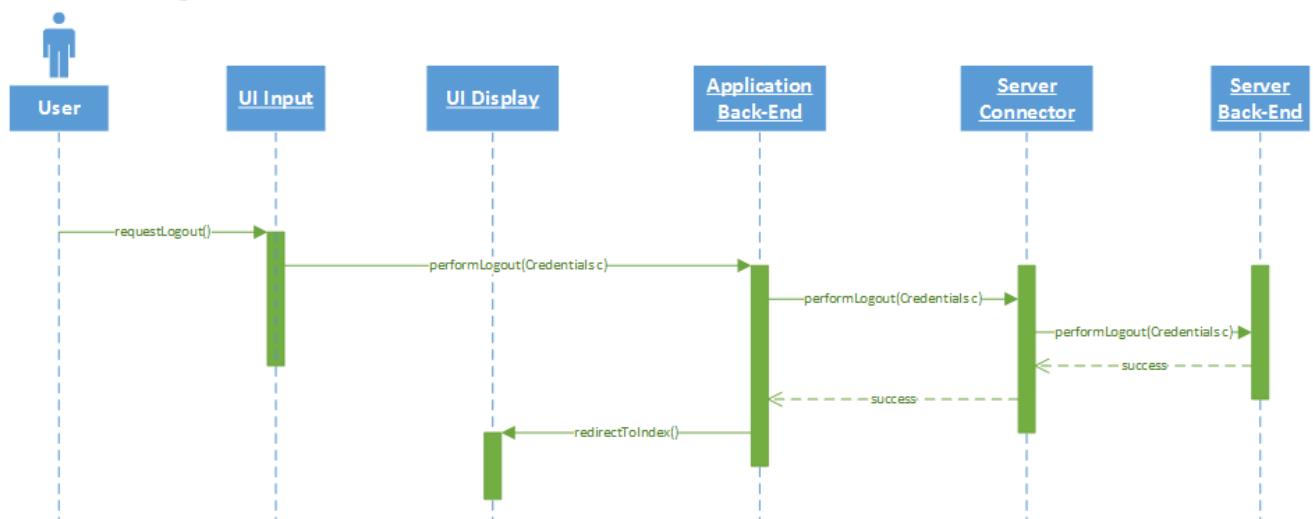 User
UI Input
UI Display
Application
Back-End
Server
Connector
Server
Back-End
requestLogout()
performLogout(Credentials c)
performLogout(Credentials c)
performLogout(Credentials c)
success
success
redirectToIndex()